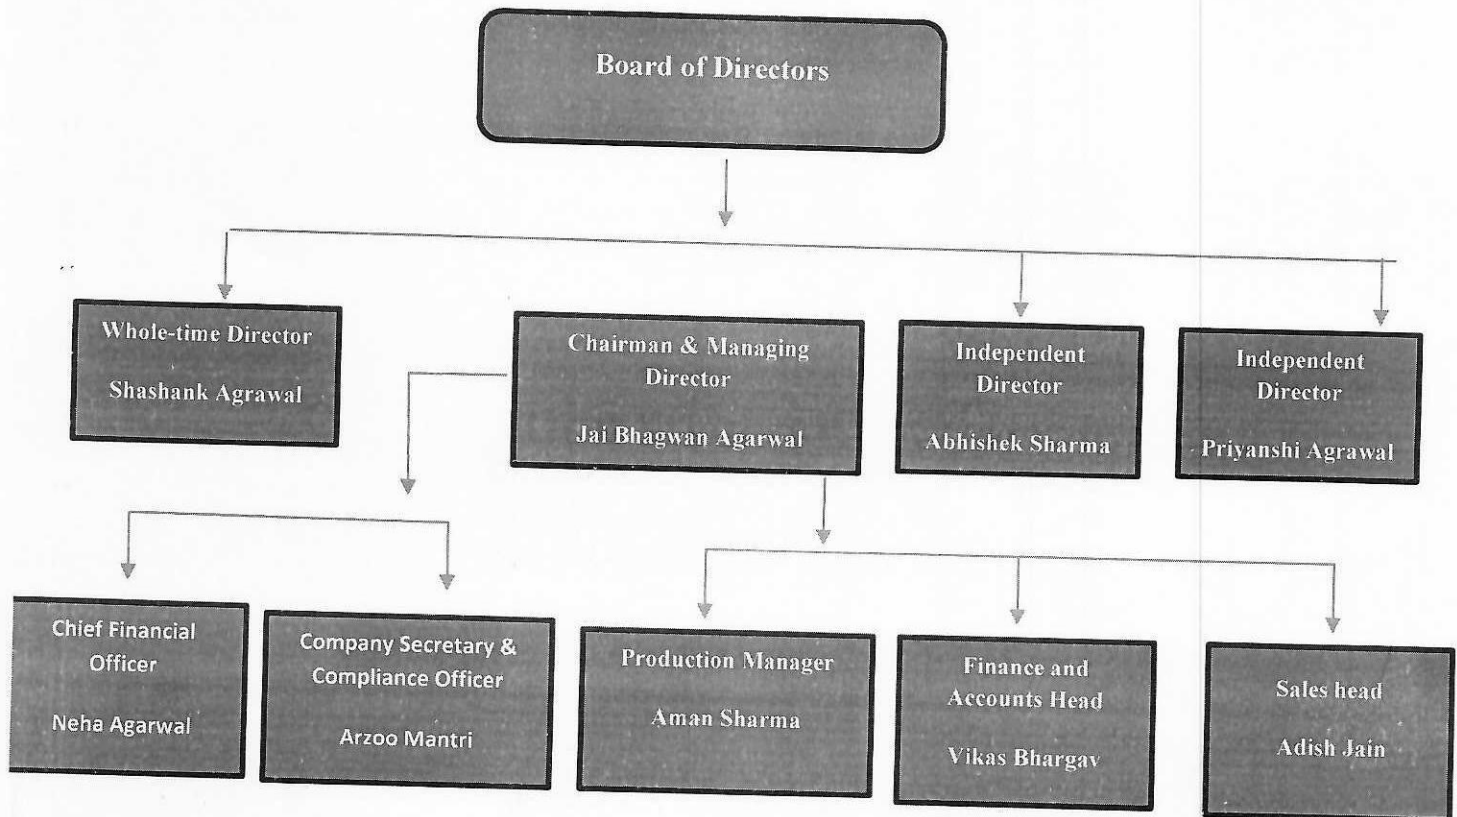 Board of Directors
Whole-time Director
Shashank Agrawal
Chairman & Managing
Director
Jai Bhagwan Agarwal
Independent
Director
Abhishek Sharma
Independent
Director
Priyanshi Agrawal
Chief Financial
Officer
Neha Agarwal
Company Secretary &
Compliance Officer
Arzoo Mantri
Production Manager
Aman Sharma
Finance and
Accounts Head
Vikas Bhargav
Sales head
Adish Jain